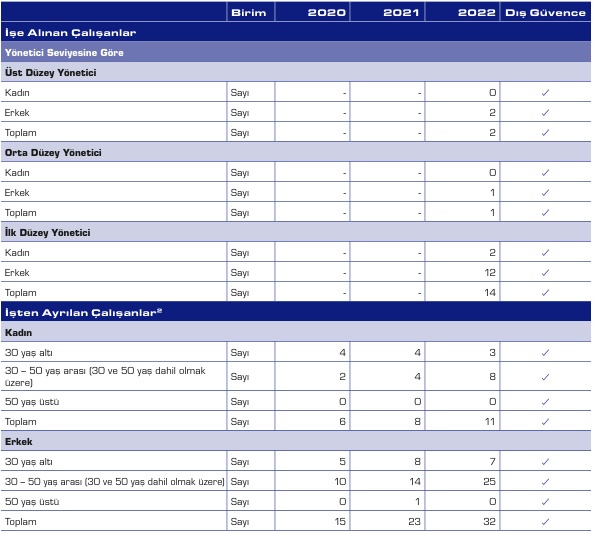 Birim 2020 2021 2022 Dış Güvence
İşe Alınan Çalışanlar
Yönetici Seviyesine Göre
Üst Düzey Yönetici
Kadın Sayı - - 0 ✓
Erkek Sayı - - 2 ✓
Toplam Sayı - - 2 ✓
Orta Düzey Yönetici
Kadın Sayı - - 0 ✓
Erkek Sayı - - 1 ✓
Toplam Sayı - - 1 ✓
İlk Düzey Yönetici
Kadın Sayı - - 2 ✓
Erkek Sayı - - 12 ✓
Toplam Sayı - - 14 ✓
İşten Ayrılan Çalışanlar²
Kadın
30 yaş altı Sayı 4 4 3 ✓
30 – 50 yaş arası (30 ve 50 yaş dahil olmak
üzere) Sayı 2 4 8 ✓
50 yaş üstü Sayı 0 0 0 ✓
Toplam Sayı 6 8 11 ✓
Erkek
30 yaş altı Sayı 5 8 7 ✓
30 – 50 yaş arası (30 ve 50 yaş dahil olmak üzere) Sayı 10 14 25 ✓
50 yaş üstü Sayı 0 1 0 ✓
Toplam Sayı 15 23 32 ✓